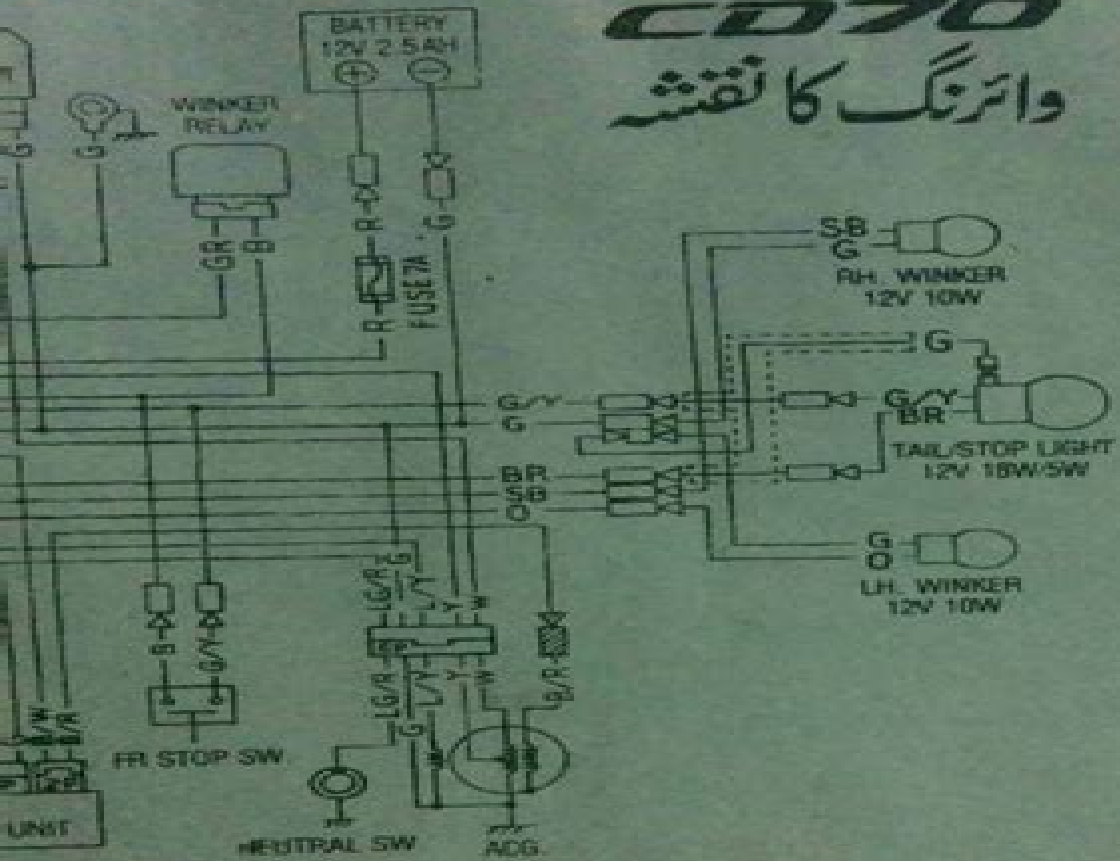 CD70
وائرنگ کا نقشہ
BATTERY
12V 2.5AH
WINKER
RELAY
G
G
GR
B
R
G
FUSE 7A
R
SB
G
RH. WINKER
12V 10W
G
G/Y
BR
TAIL/STOP LIGHT
12V 18W/5W
G/Y
G
BR
SB
O
G
O
LH. WINKER
12V 10W
LG/R
G
L/Y
Y
W
B
G/Y
LG/R
G
L/Y
Y
W
B/R
B/W
B/R
FR STOP SW
UNIT
NEUTRAL SW
ACG.